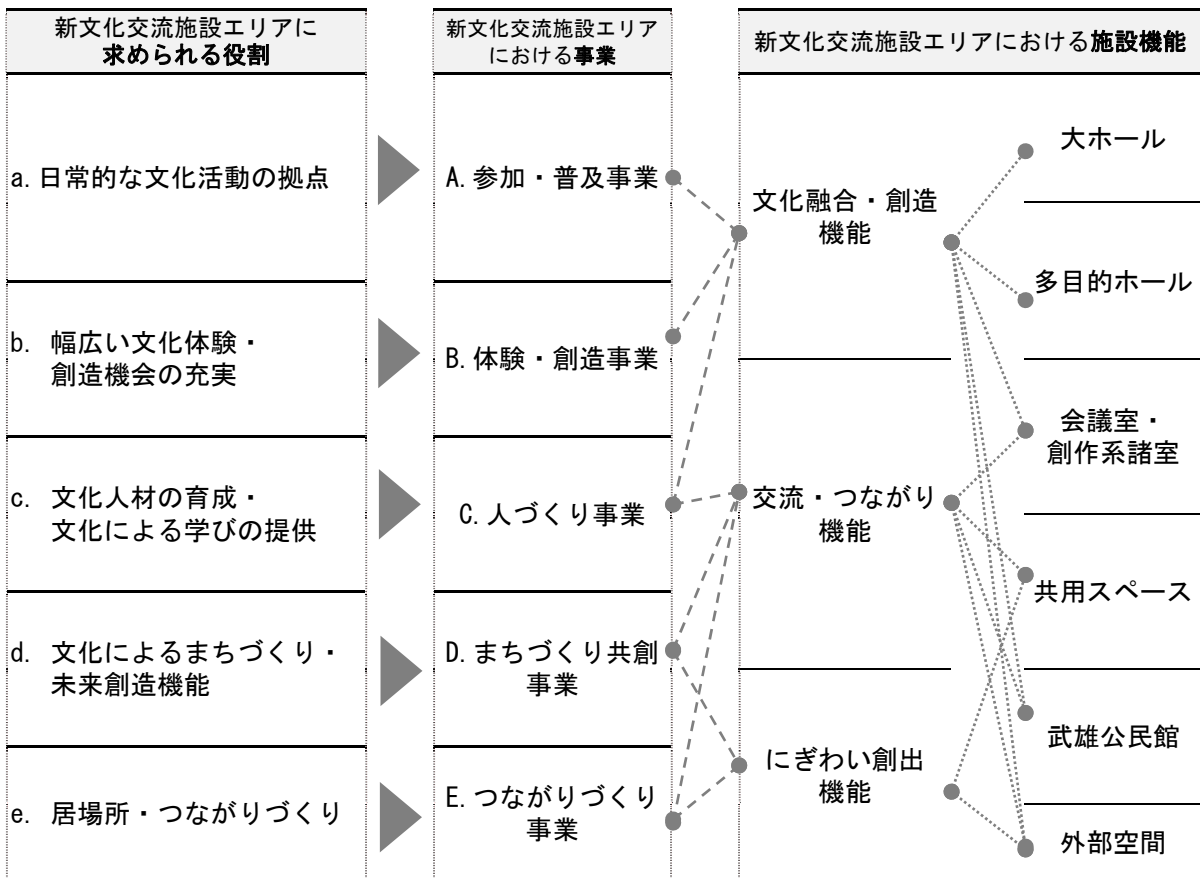 新文化交流施設エリアに
求められる役割
新文化交流施設エリア
における事業
新文化交流施設エリアにおける施設機能
a. 日常的な文化活動の拠点
b. 幅広い文化体験・
創造機会の充実
c. 文化人材の育成・
文化による学びの提供
d. 文化によるまちづくり・
未来創造機能
e. 居場所・つながりづくり
A. 参加・普及事業
B. 体験・創造事業
C. 人づくり事業
D. まちづくり共創
事業
E. つながりづくり
事業
文化融合・創造
機能
交流・つながり
機能
にぎわい創出
機能
大ホール
多目的ホール
会議室・
創作系諸室
共用スペース
武雄公民館
外部空間